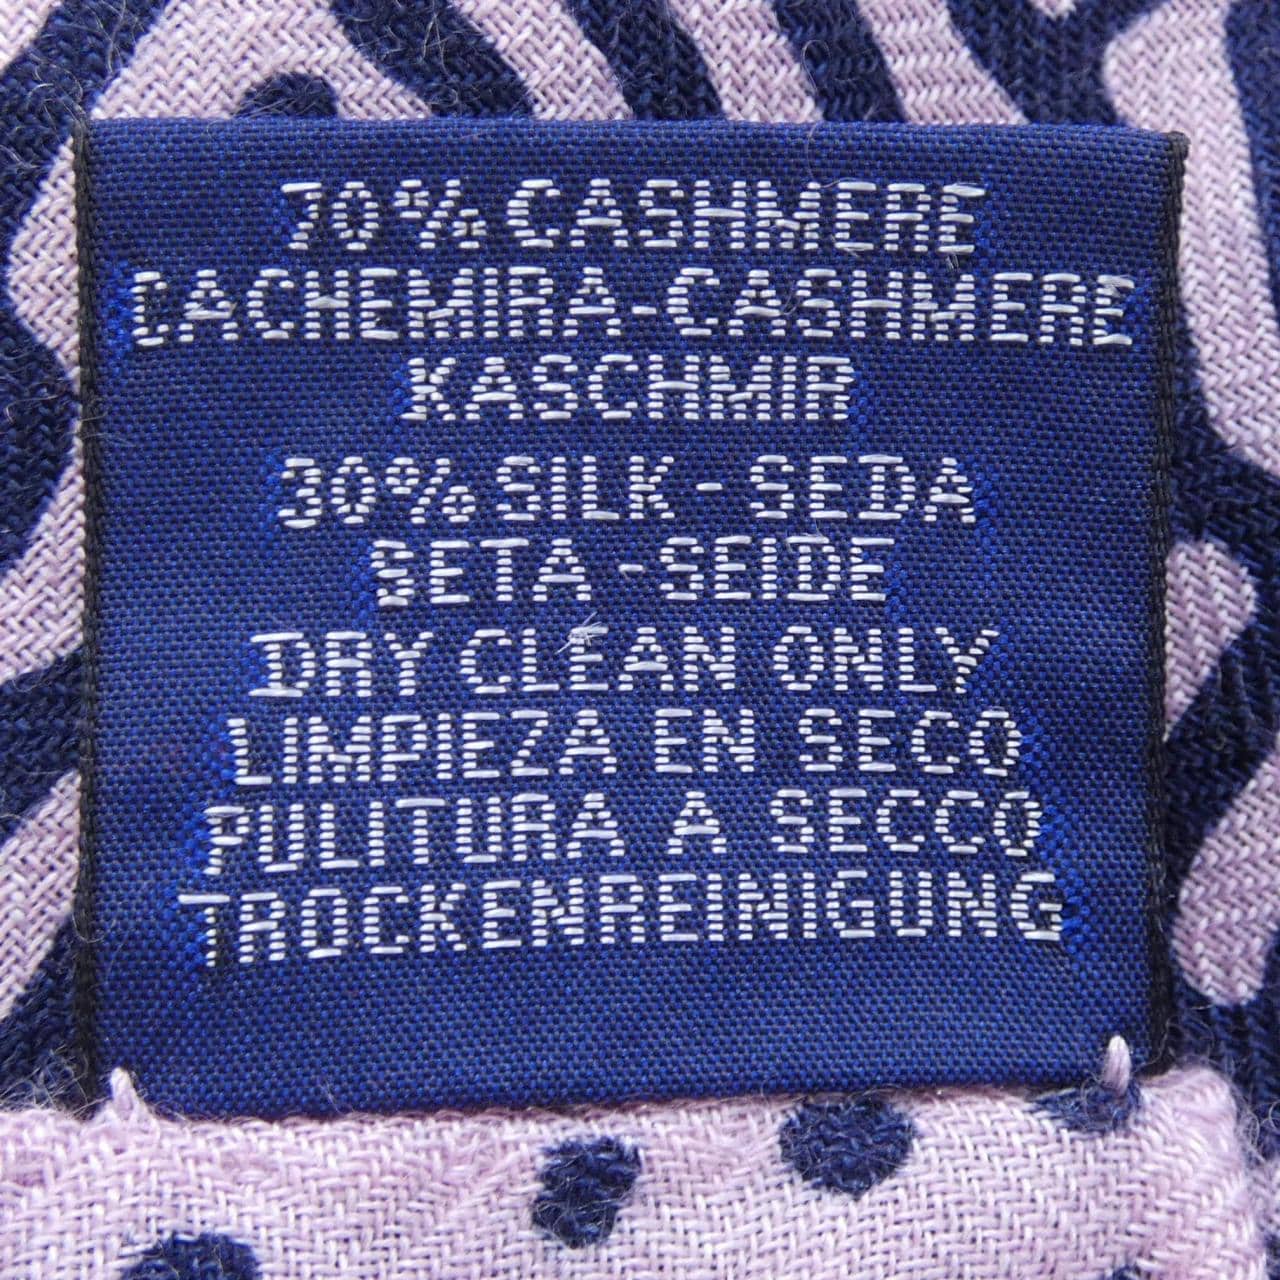 70% CASHMERE
CACHEMIRA-CASHMERE
KASCHMIR
30% SILK - SEDA
SETA - SEIDE
DRY CLEAN ONLY
LIMPIEZA EN SECO
PULITURA A SECCO
TROCKENREINIGUNG